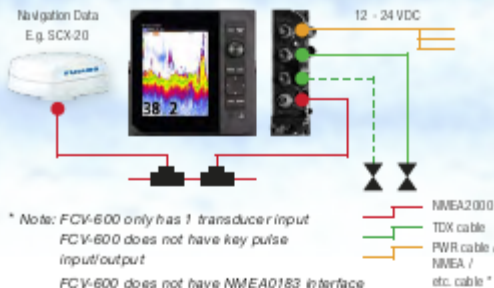 Navigation Data
E.g. SCX-20
12 - 24 VDC
FURUNO
38 2
* Note: FCV-600 only has 1 transducer input
FCV-600 does not have key pulse
input/output
FCV-600 does not have NMEA0183 interface
NMEA2000
TDX cable
PWR cable /
NMEA /
etc. cable *